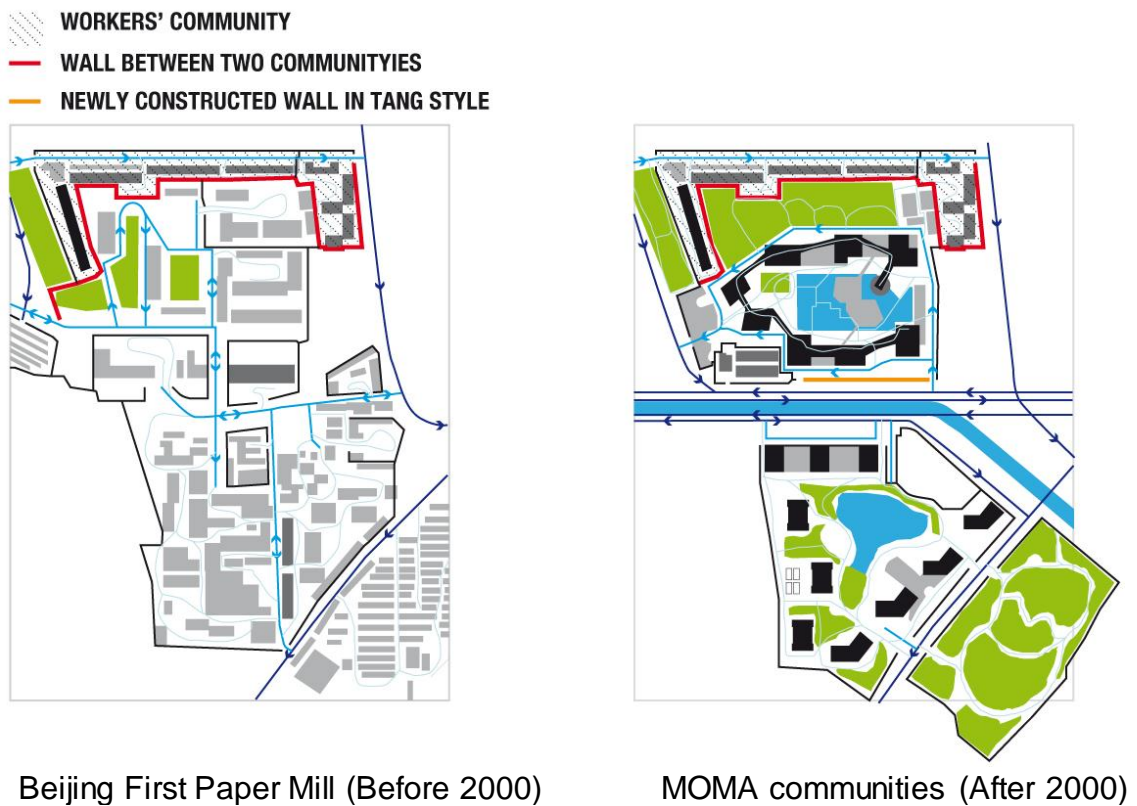 WORKERS' COMMUNITY
WALL BETWEEN TWO COMMUNITYIES
NEWLY CONSTRUCTED WALL IN TANG STYLE
Beijing First Paper Mill (Before 2000)
MOMA communities (After 2000)